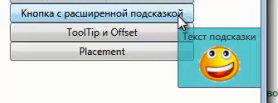 Кнопка с расширенной подсказкой
ToolTip и Offset
Текст подсказки
Placement